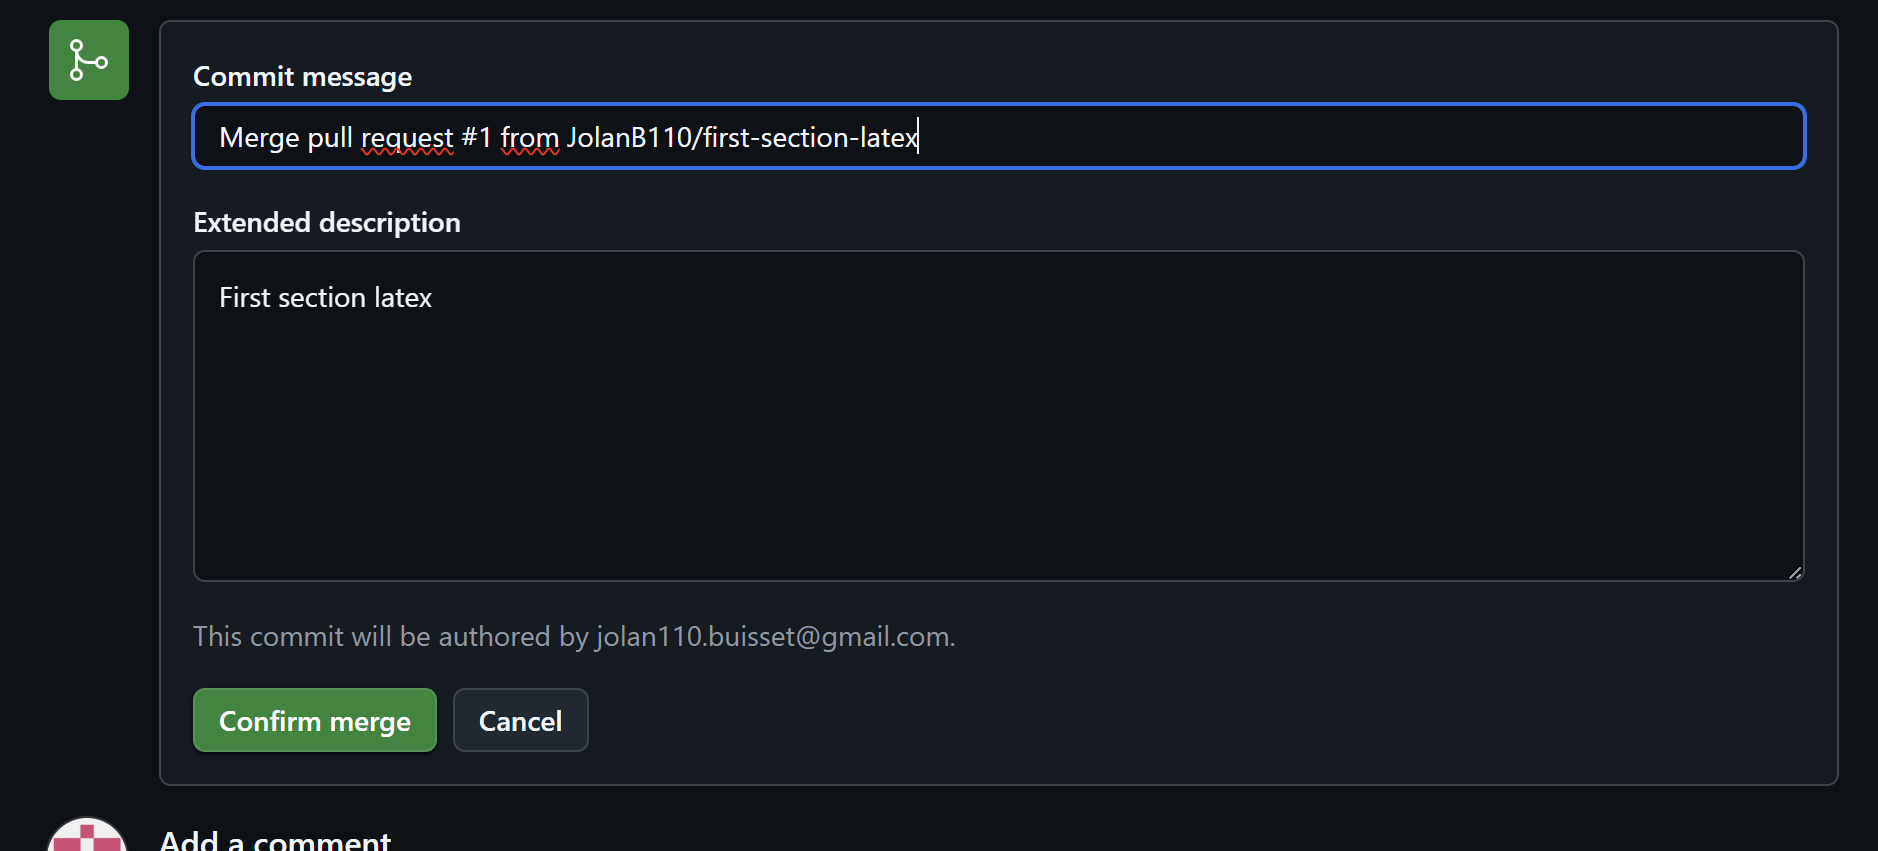 Commit message
Merge pull request #1 from JolanB110/first-section-latex
Extended description
First section latex
This commit will be authored by jolan110.buisset@gmail.com.
Confirm merge
Cancel
Add a comment